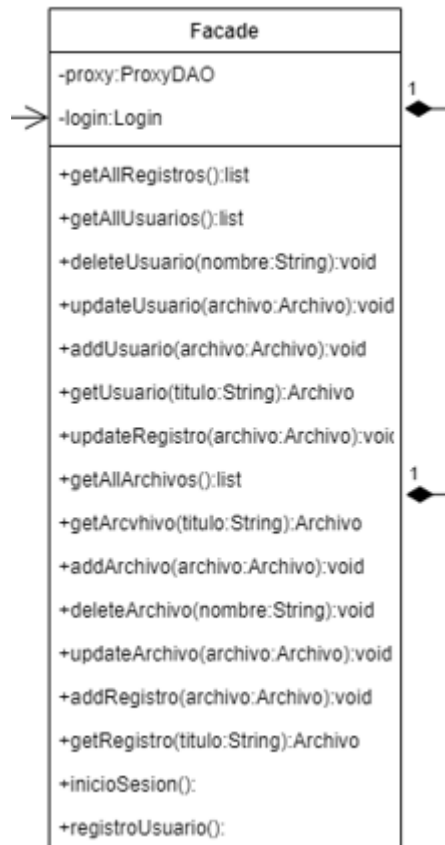 Facade
-proxy:ProxyDAO
1
-login:Login
+getAllRegistros():list
+getAllUsuarios():list
+deleteUsuario(nombre:String):void
+updateUsuario(archivo:Archivo):void
+addUsuario(archivo:Archivo):void
+getUsuario(titulo:String):Archivo
+updateRegistro(archivo:Archivo):voic
+getAllArchivos():list
1
+getArcvhivo(titulo:String):Archivo
+addArchivo(archivo:Archivo):void
+deleteArchivo(nombre:String):void
+updateArchivo(archivo:Archivo):void
+addRegistro(archivo:Archivo):void
+getRegistro(titulo:String):Archivo
+inicioSesion():
+registroUsuario():